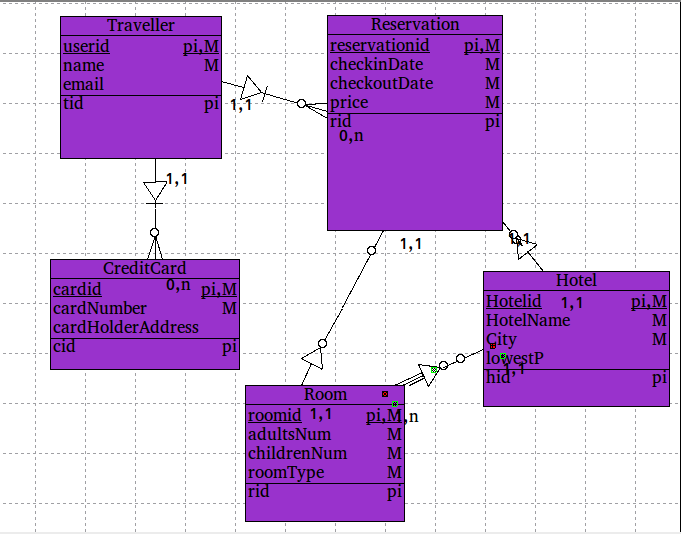 Traveller
userid pi,M
name M
email
tid pi
Reservation
reservationid pi,M
checkinDate M
checkoutDate M
price M
rid pi
1,1
0,n
1,1
CreditCard
0,n
cardid pi,M
cardNumber M
cardHolderAddress
cid pi
1,1
Hotel
Hotelid 1,1 pi,M
HotelName M
City M
lowestP
1,1
hid pi
Room
roomid 1,1 pi,M,n
adultsNum M
childrenNum M
roomType M
rid pi